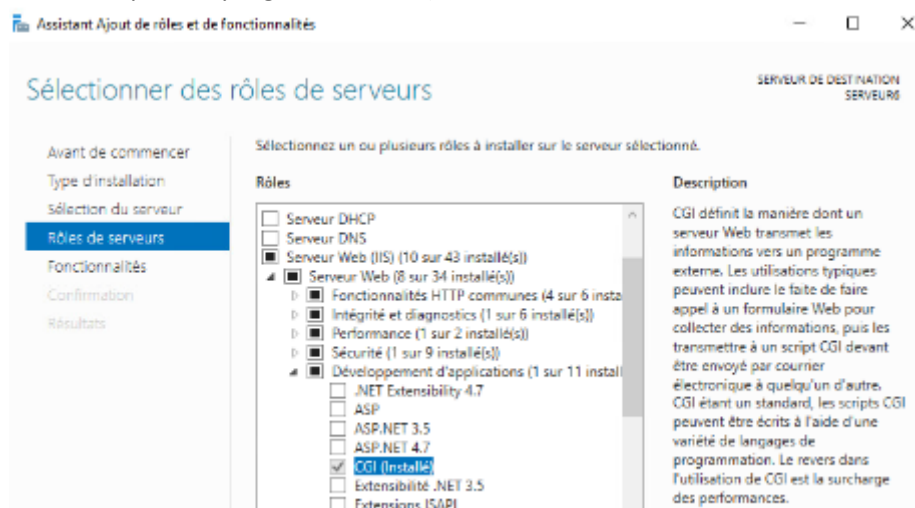 Assistant Ajout de rôles et de fonctionnalités
Sélectionner des rôles de serveurs
SERVEUR DE DESTINATION
SERVEUR6
Avant de commencer
Type d'installation
Sélection du serveur
Rôles de serveurs
Fonctionnalités
Confirmation
Résultats
Sélectionnez un ou plusieurs rôles à installer sur le serveur sélectionné.
Rôles
Serveur DHCP
Serveur DNS
Serveur Web (IIS) (10 sur 43 installé(s))
Serveur Web (8 sur 34 installé(s))
Fonctionnalités HTTP communes (4 sur 6 insta
Intégrité et diagnostics (1 sur 6 installé(s))
Performance (1 sur 2 installé(s))
Sécurité (1 sur 9 installé(s))
Développement d'applications (1 sur 11 install
.NET Extensibility 4.7
ASP
ASP.NET 3.5
ASP.NET 4.7
CGI (Installé)
Extensibilité .NET 3.5
Extensions ISAPI
Description
CGI définit la manière dont un
serveur Web transmet les
informations vers un programme
externe. Les utilisations typiques
peuvent inclure le faite de faire
appel à un formulaire Web pour
collecter des informations, puis les
transmettre à un script CGI devant
être envoyé par courrier
électronique à quelqu'un d'autre.
CGI étant un standard, les scripts CGI
peuvent être écrits à l'aide d'une
variété de langages de
programmation. Le revers dans
l'utilisation de CGI est la surcharge
des performances.